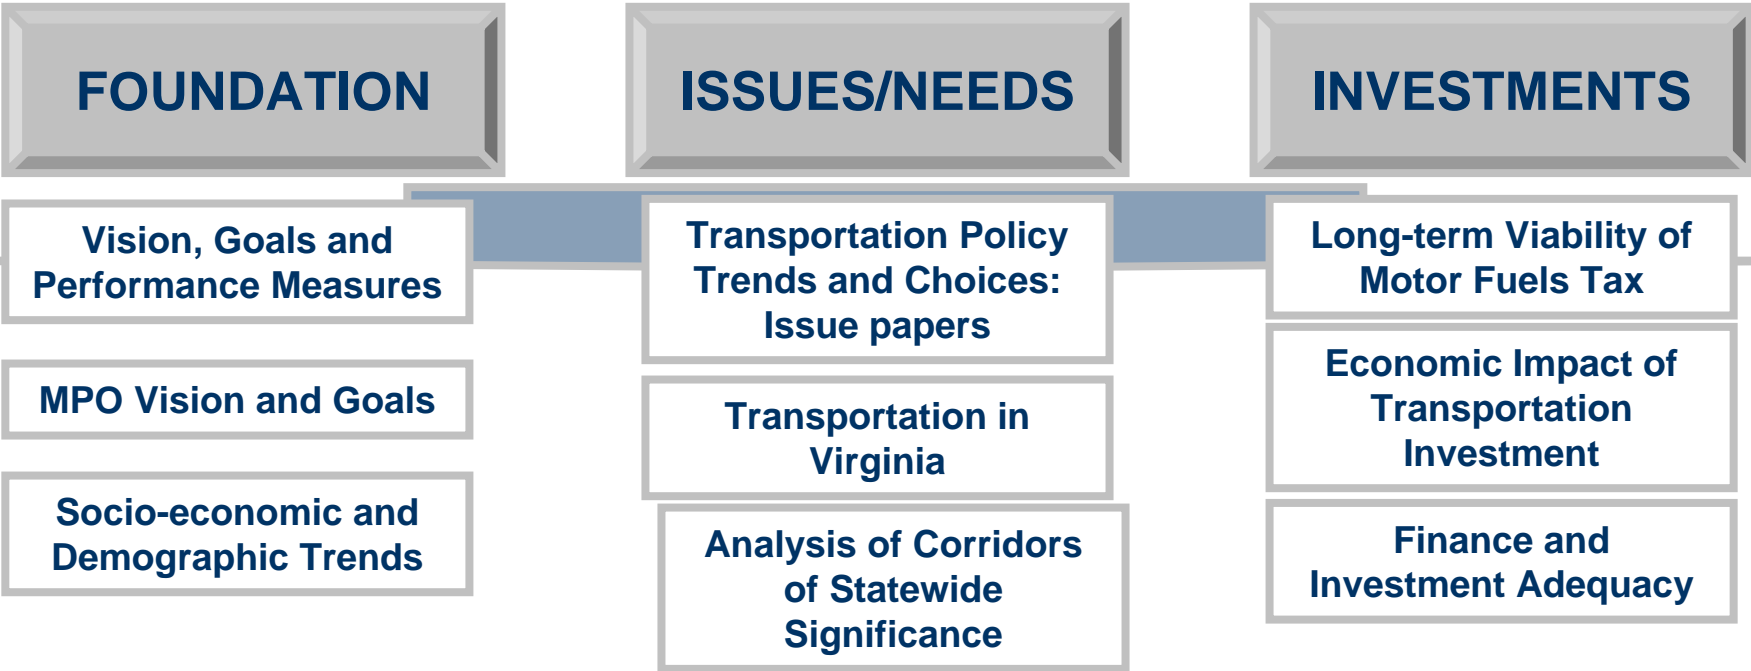 FOUNDATION
Vision, Goals and
Performance Measures
MPO Vision and Goals
Socio-economic and
Demographic Trends
ISSUES/NEEDS
Transportation Policy
Trends and Choices:
Issue papers
Transportation in
Virginia
Analysis of Corridors
of Statewide
Significance
INVESTMENTS
Long-term Viability of
Motor Fuels Tax
Economic Impact of
Transportation
Investment
Finance and
Investment Adequacy